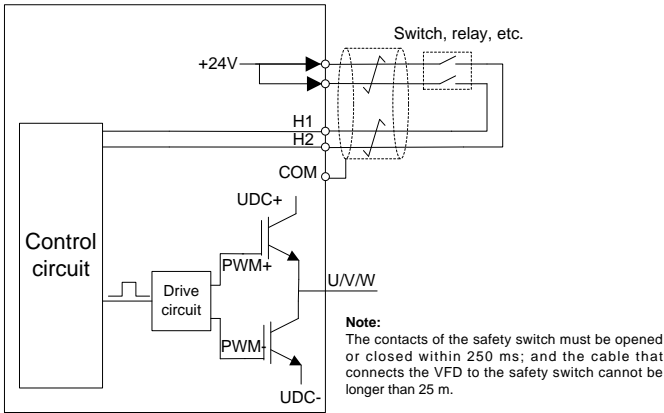 Switch, relay, etc.
+24V
H1
H2
COM
UDC+
Control
circuit
PWM+
Drive
circuit
U/V/W
PWM-
UDC-
Note:
The contacts of the safety switch must be opened
or closed within 250 ms; and the cable that
connects the VFD to the safety switch cannot be
longer than 25 m.